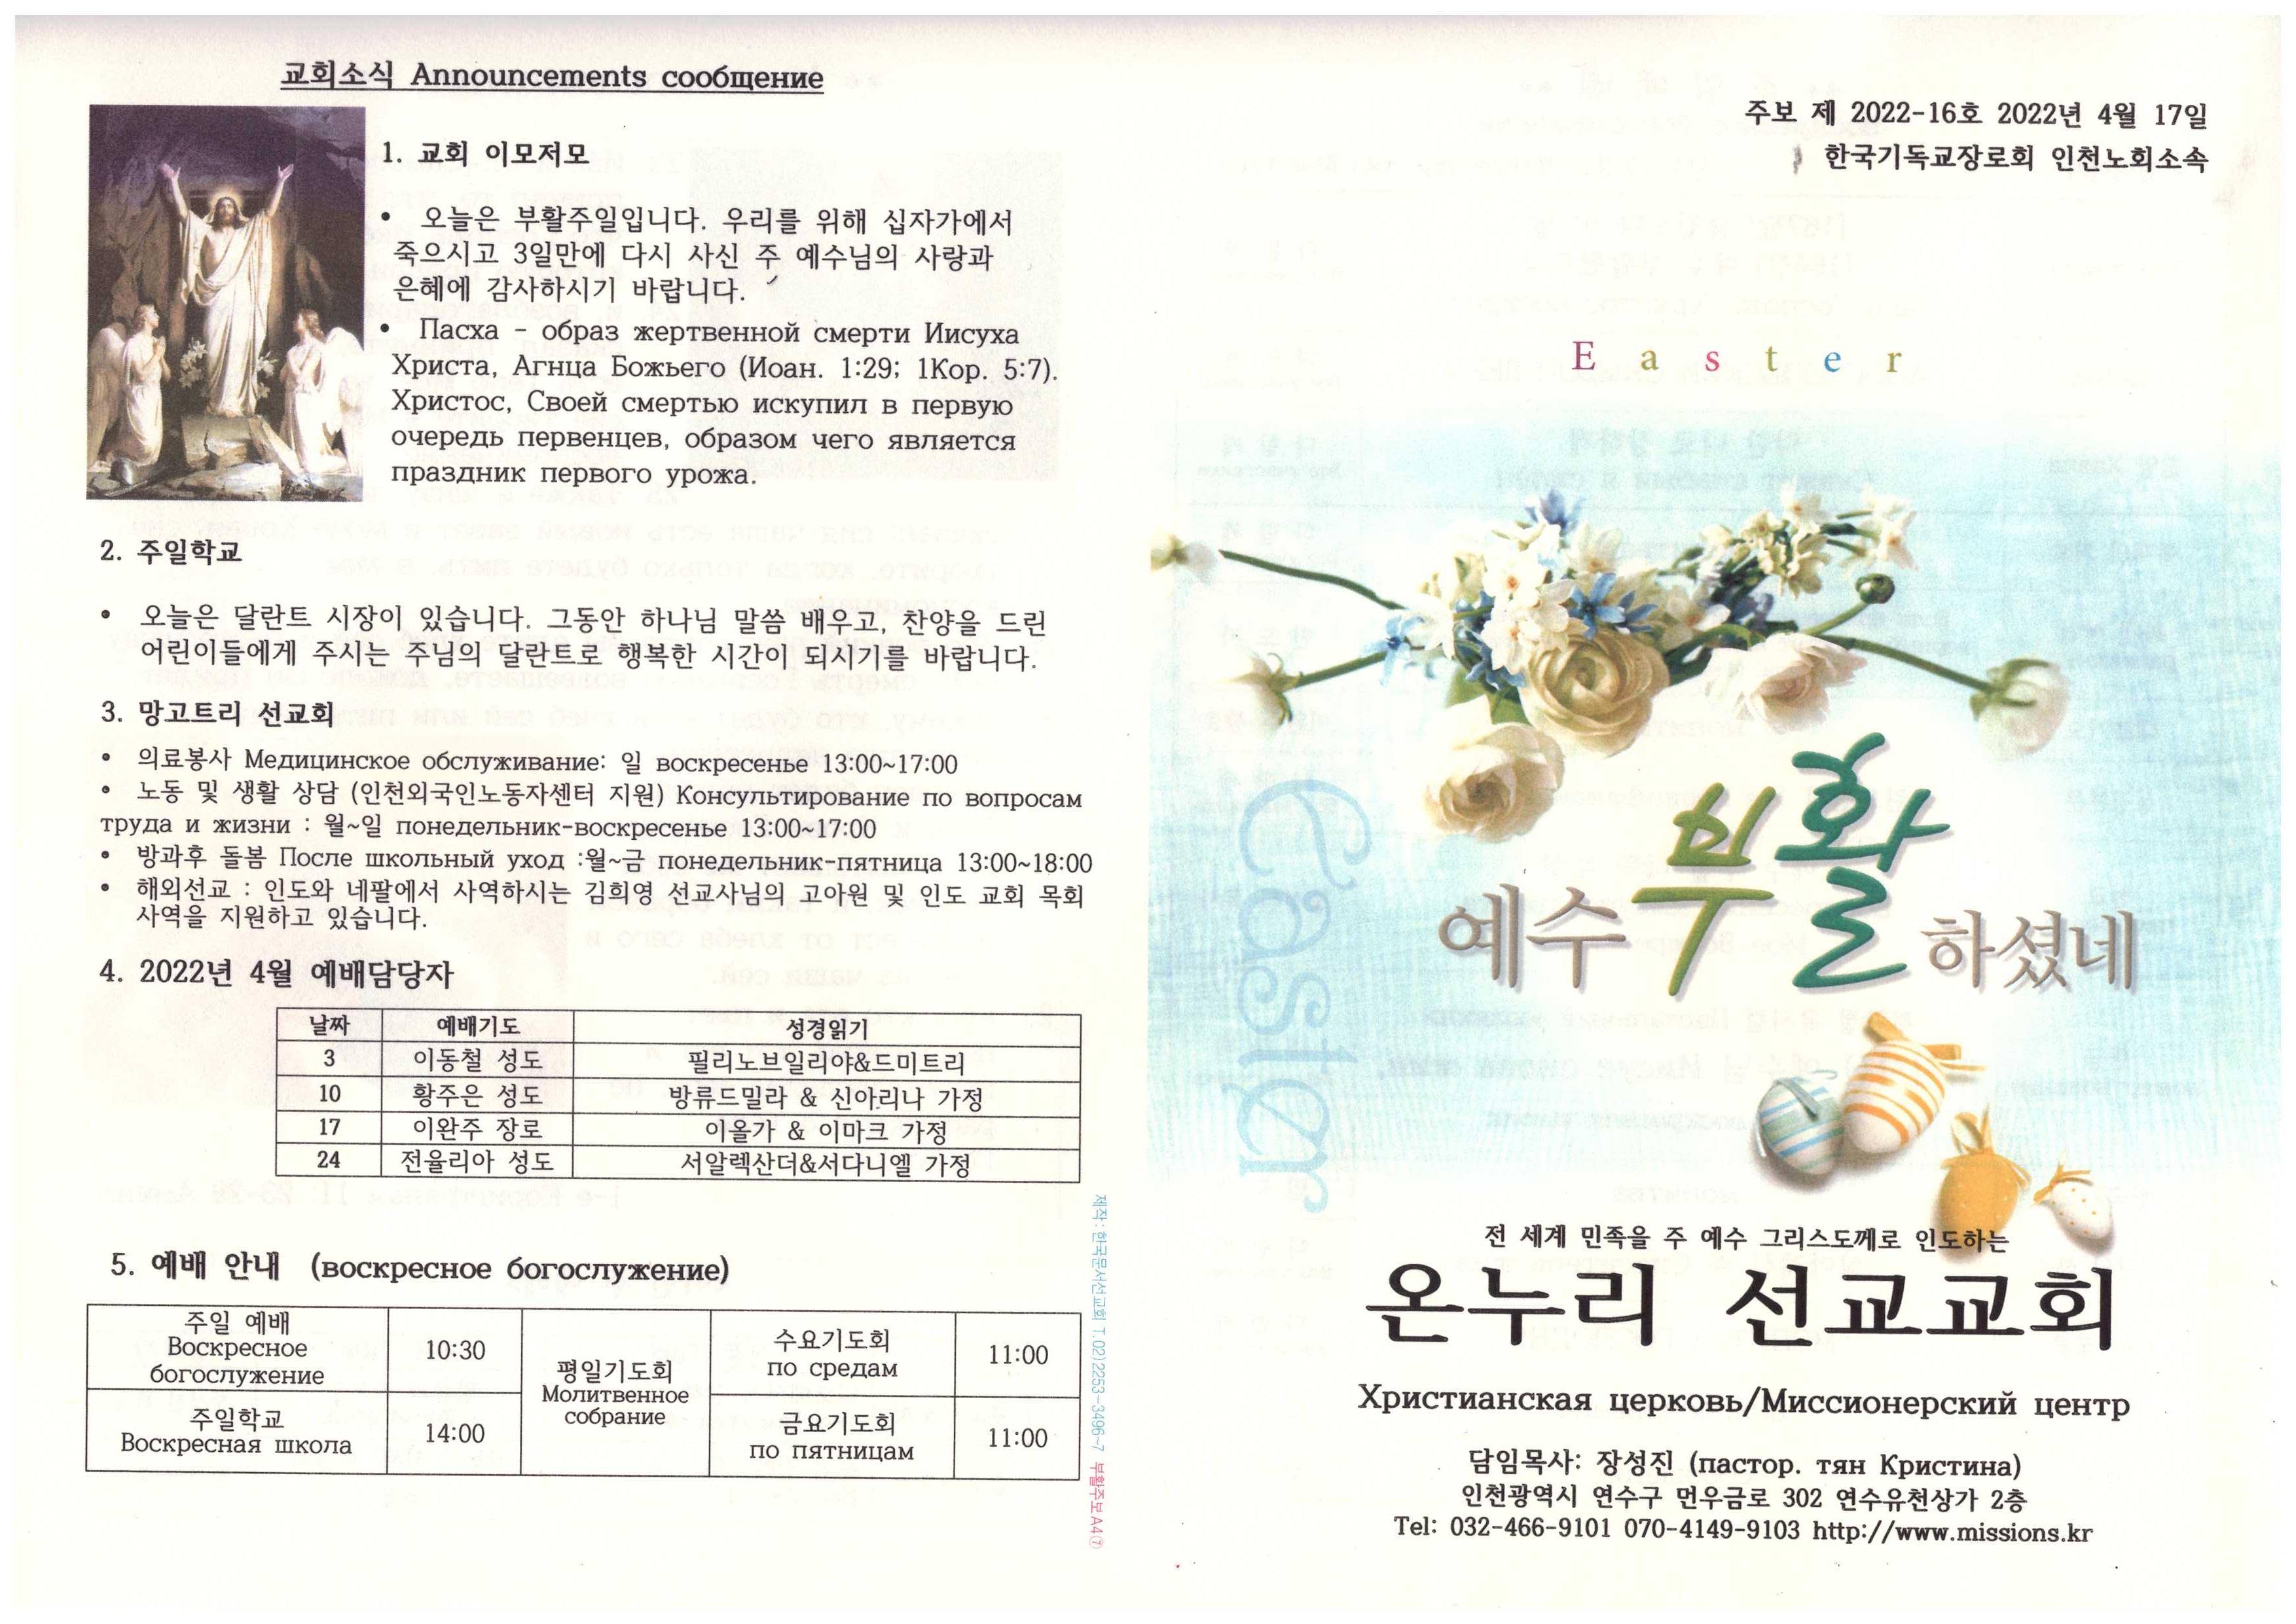 교회소식 Announcements сообщение
1. 교회 이모저모
• 오늘은 부활주일입니다. 우리를 위해 십자가에서
죽으시고 3일만에 다시 사신 주 예수님의 사랑과
은혜에 감사하시기 바랍니다.
• Пасха - образ жертвенной смерти Иисуха
Христа, Агнца Божьего (Иоан. 1:29; 1Кор. 5:7).
Христос, Своей смертью искупил в первую
очередь первенцев, образом чего является
праздник первого урожа.
2. 주일학교
• 오늘은 달란트 시장이 있습니다. 그동안 하나님 말씀 배우고, 찬양을 드린
어린이들에게 주시는 주님의 달란트로 행복한 시간이 되시기를 바랍니다.
3. 망고트리 선교회
• 의료봉사 Медицинское обслуживание: 일 воскресенье 13:00~17:00
• 노동 및 생활 상담 (인천외국인노동자센터 지원) Консультирование по вопросам
труда и жизни : 월~일 понедельник-воскресенье 13:00~17:00
• 방과후 돌봄 После школьный уход :월~금 понедельник-пятница 13:00~18:00
• 해외선교 : 인도와 네팔에서 사역하시는 김희영 선교사님의 고아원 및 인도 교회 목회
사역을 지원하고 있습니다.
4. 2022년 4월 예배담당자
날짜 예배기도 성경읽기
3 이동철 성도 필리노브일리야&드미트리
10 황주은 성도 방류드밀라 & 신아리나 가정
17 이완주 장로 이올가 & 이마크 가정
24 전율리아 성도 서알렉산더&서다니엘 가정
5. 예배 안내 (воскресное богослужение)
주일 예배
Воскресное
богослужение
10:30
주일학교
Воскресная школа
14:00
평일기도회
Молитвенное
собрание
수요기도회
по средам
11:00
금요기도회
по пятницам
11:00
제작 : 한국문서선교회 T.02)2253-3496~7 부활주보A4⑦
주보 제 2022-16호 2022년 4월 17일
한국기독교장로회 인천노회소속
Easter
Easter
예수 부활 하셨네
전 세계 민족을 주 예수 그리스도께로 인도하는
온누리 선교교회
Христианская церковь/Миссионерский центр
담임목사: 장성진 (пастор. тян Кристина)
인천광역시 연수구 먼우금로 302 연수유천상가 2층
Tel: 032-466-9101 070-4149-9103 http://www.missions.kr